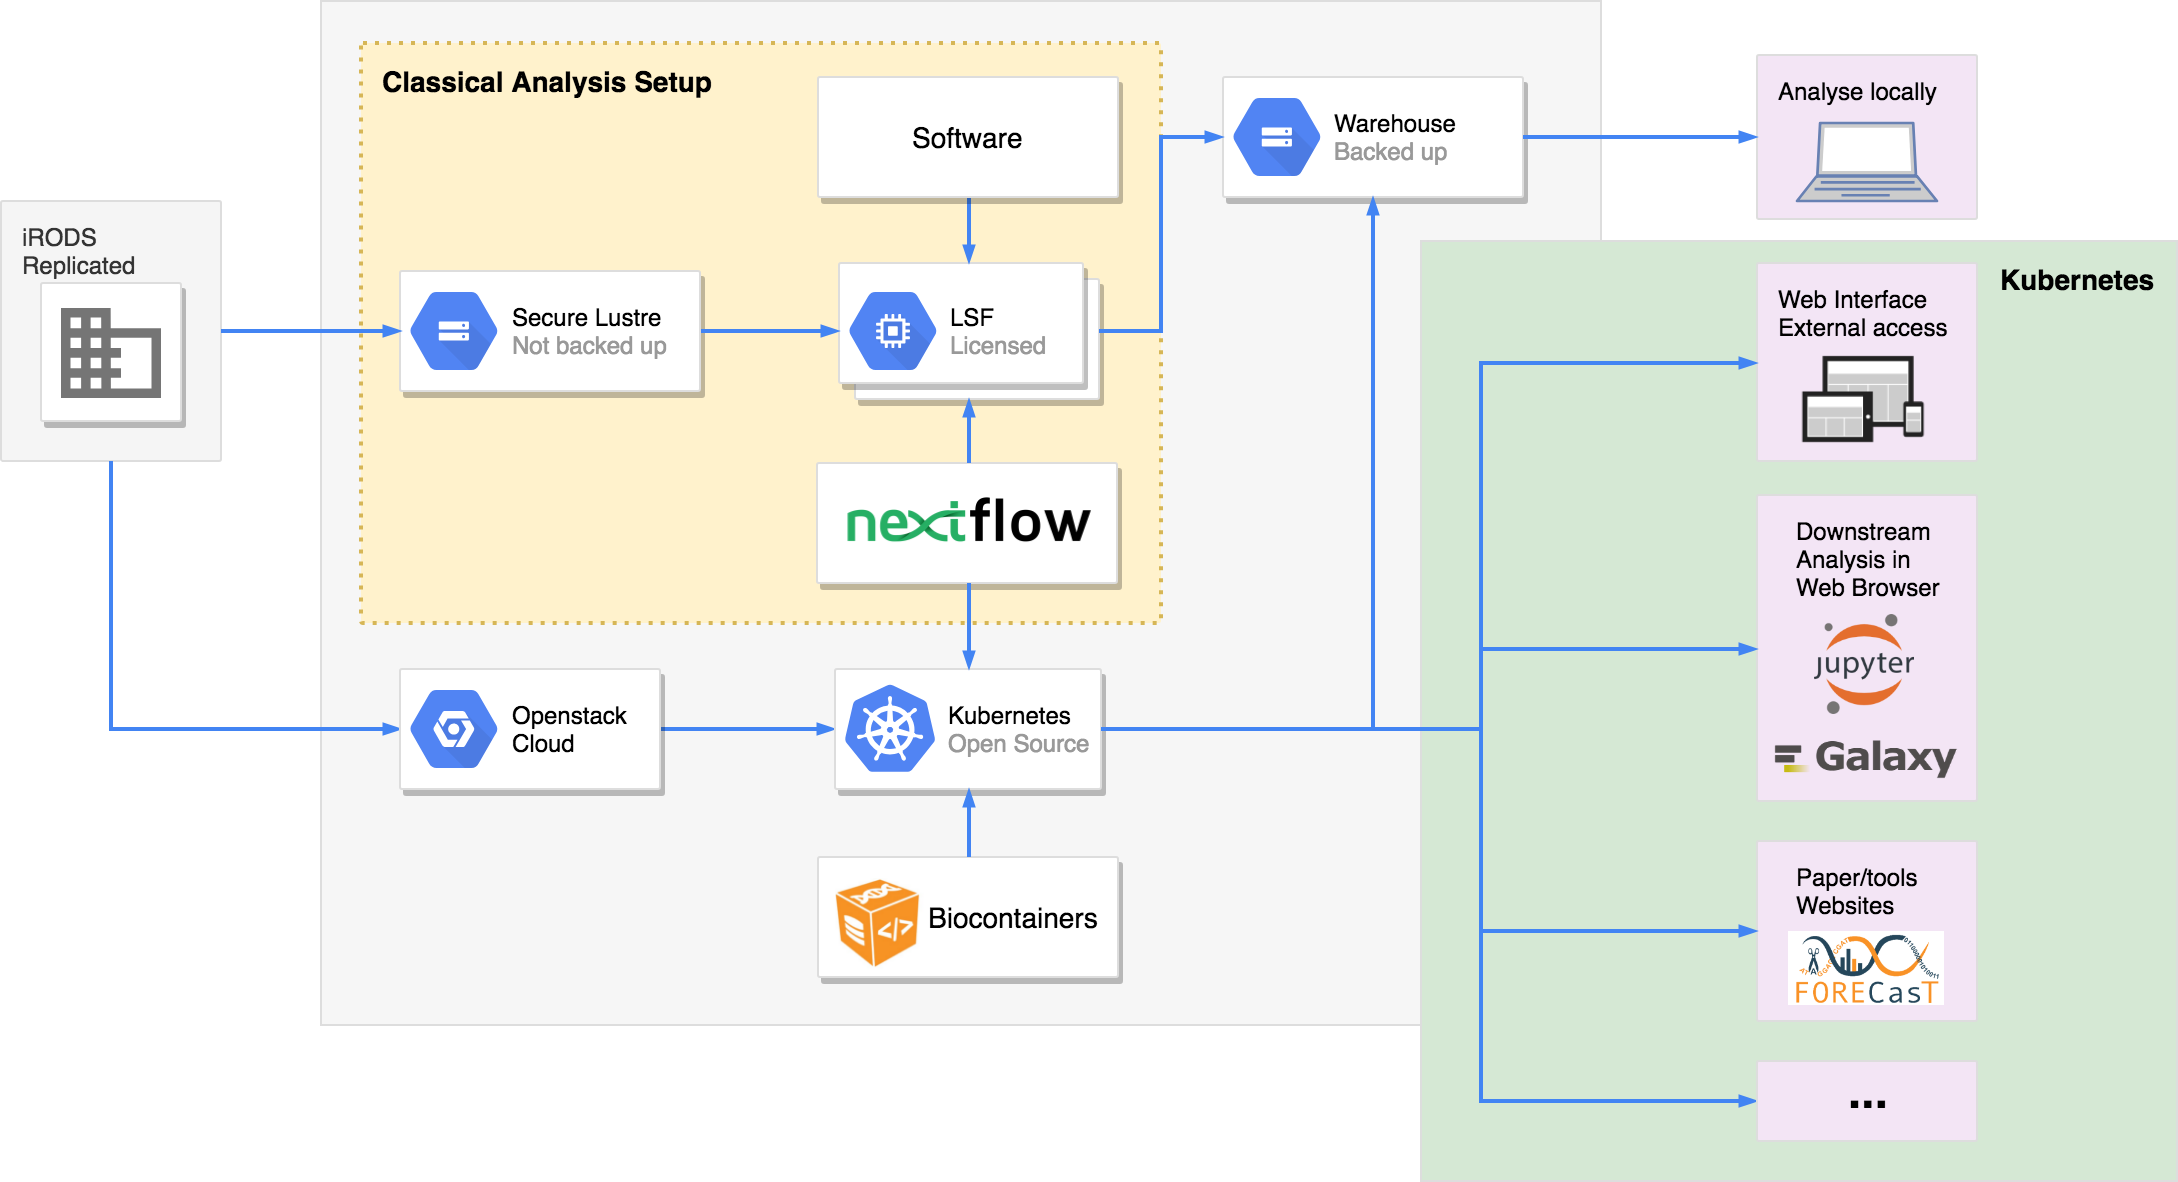 Classical Analysis Setup
Software
Warehouse
Backed up
Analyse locally
iRODS
Replicated
Secure Lustre
Not backed up
LSF
Licensed
Kubernetes
Web Interface
External access
nextflow
Downstream
Analysis in
Web Browser
jupyter
Galaxy
Openstack
Cloud
Kubernetes
Open Source
Biocontainers
</>
Paper/tools
Websites
FORECasT
...